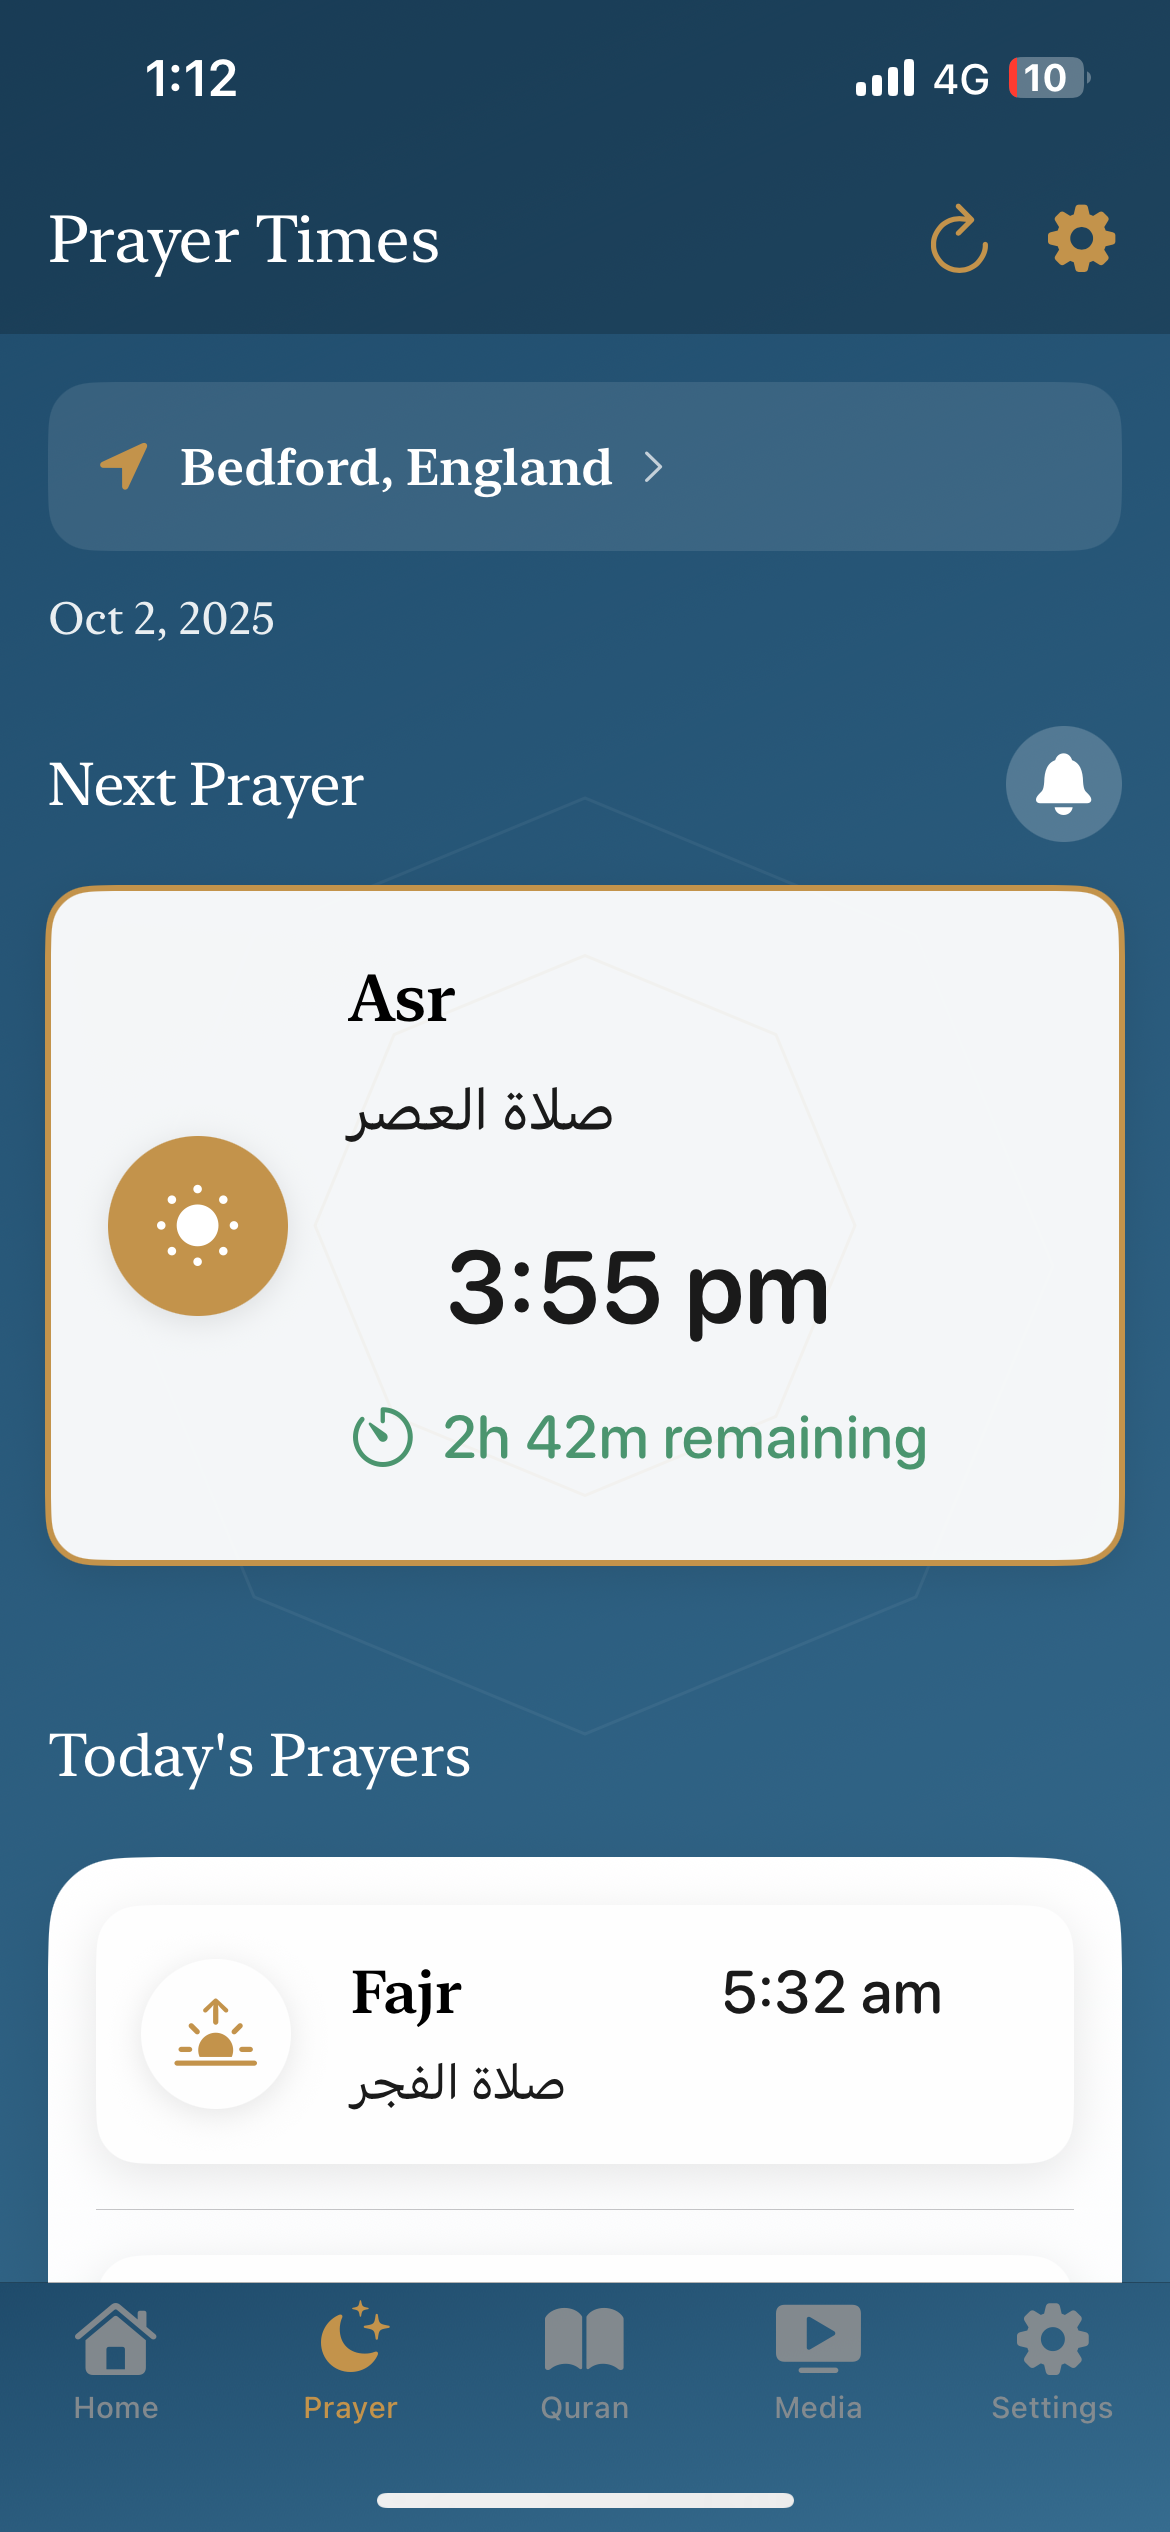 1:12
4G 10
Prayer Times
Bedford, England
Oct 2, 2025
Next Prayer
Asr
صلاة العصر
3:55 pm
2h 42m remaining
Today's Prayers
Fajr 5:32 am
صلاة الفجر
Home Prayer Quran Media Settings